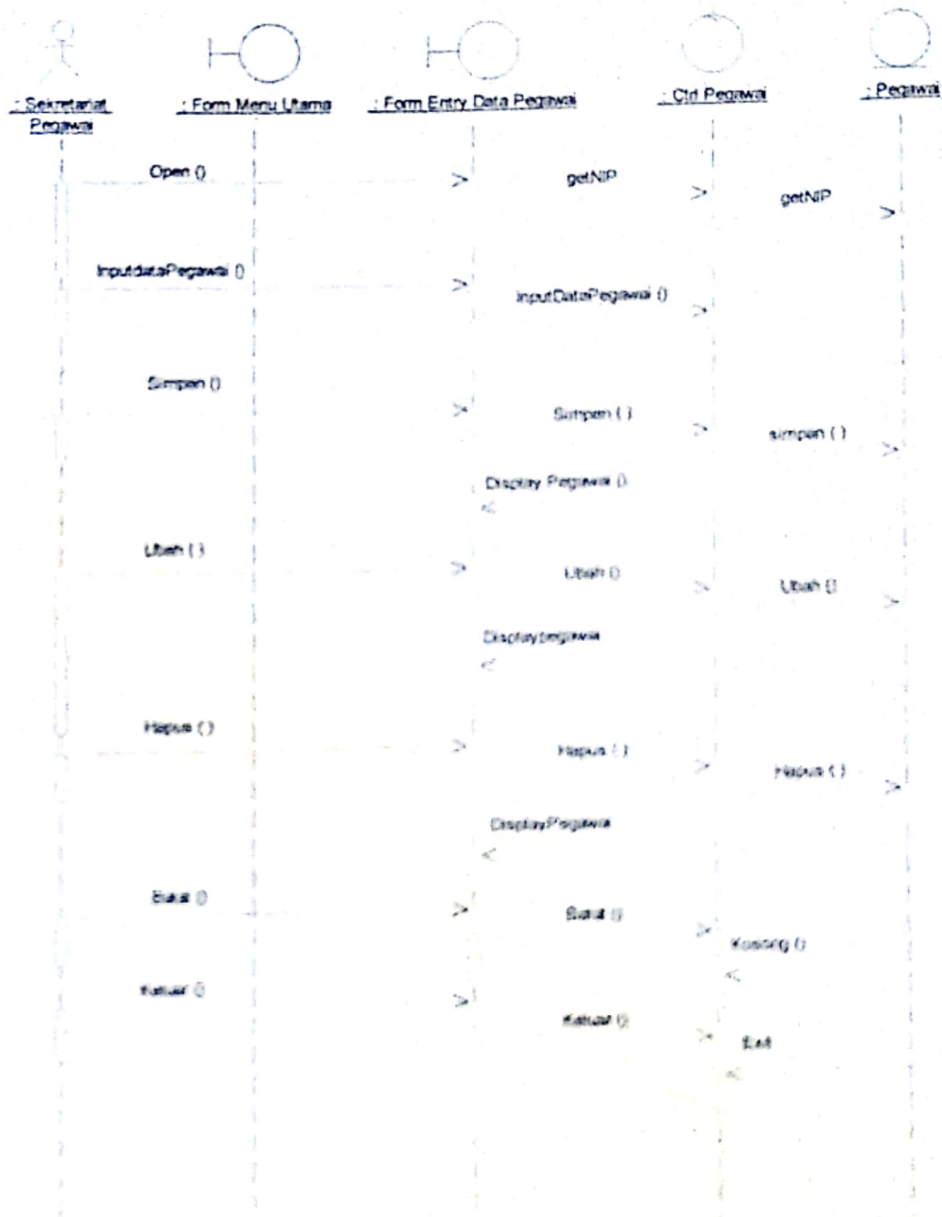 : Sekretariat
Pegawai
: Form Menu Utama
: Form Entry Data Pegawai
: Ctrl Pegawai
: Pegawai
Open ()
getNIP
getNIP
InputdataPegawai ()
InputDataPegawai ()
Simpan ()
Simpan ( )
simpan ( )
Display Pegawai ()
Ubah ( )
Ubah ()
Ubah ()
Displaypegawai
Hapus ( )
Hapus ( )
Hapus ( )
DisplayPegawai
Batal ()
Batal ()
Kosong ()
Keluar ()
Keluar ()
Exit